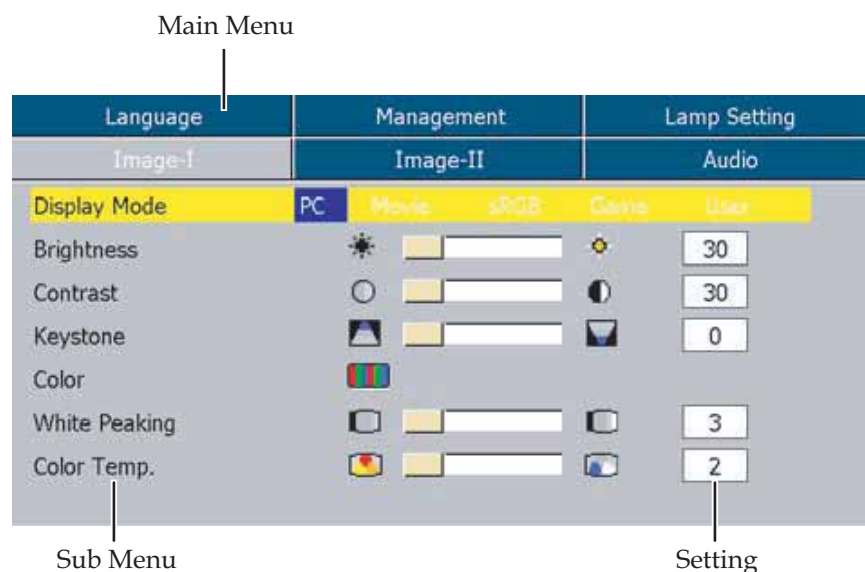 Main Menu
Language Management Lamp Setting
Image-I Image-II Audio
Display Mode PC Movie sRGB Game User
Brightness 30
Contrast 30
Keystone 0
Color
White Peaking 3
Color Temp. 2
Sub Menu Setting